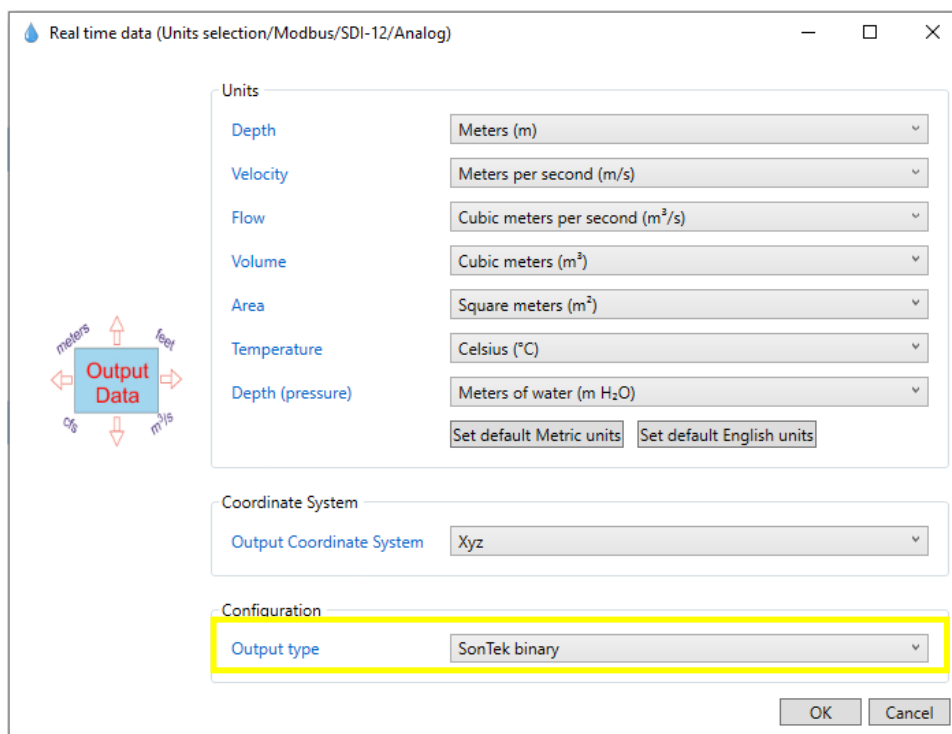 Real time data (Units selection/Modbus/SDI-12/Analog)
Units
Depth Meters (m)
Velocity Meters per second (m/s)
Flow Cubic meters per second (m³/s)
Volume Cubic meters (m³)
Area Square meters (m²)
Temperature Celsius (°C)
Depth (pressure) Meters of water (m H₂O)
Set default Metric units Set default English units
meters feet
Output
Data
cfs m³/s
Coordinate System
Output Coordinate System Xyz
Configuration
Output type SonTek binary
OK Cancel